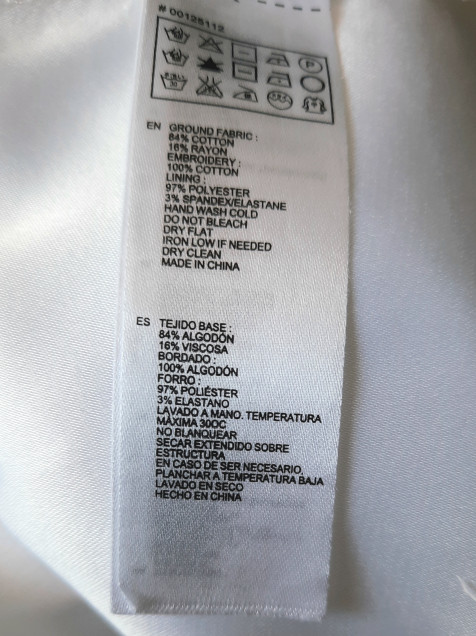 # 00125112
EN GROUND FABRIC :
84% COTTON
16% RAYON
EMBROIDERY :
100% COTTON
LINING :
97% POLYESTER
3% SPANDEX/ELASTANE
HAND WASH COLD
DO NOT BLEACH
DRY FLAT
IRON LOW IF NEEDED
DRY CLEAN
MADE IN CHINA
ES TEJIDO BASE :
84% ALGODÓN
16% VISCOSA
BORDADO :
100% ALGODÓN
FORRO :
97% POLIÉSTER
3% ELASTANO
LAVADO A MANO. TEMPERATURA
MÁXIMA 30OC
NO BLANQUEAR
SECAR EXTENDIDO SOBRE
ESTRUCTURA
EN CASO DE SER NECESARIO,
PLANCHAR A TEMPERATURA BAJA
LAVADO EN SECO
HECHO EN CHINA